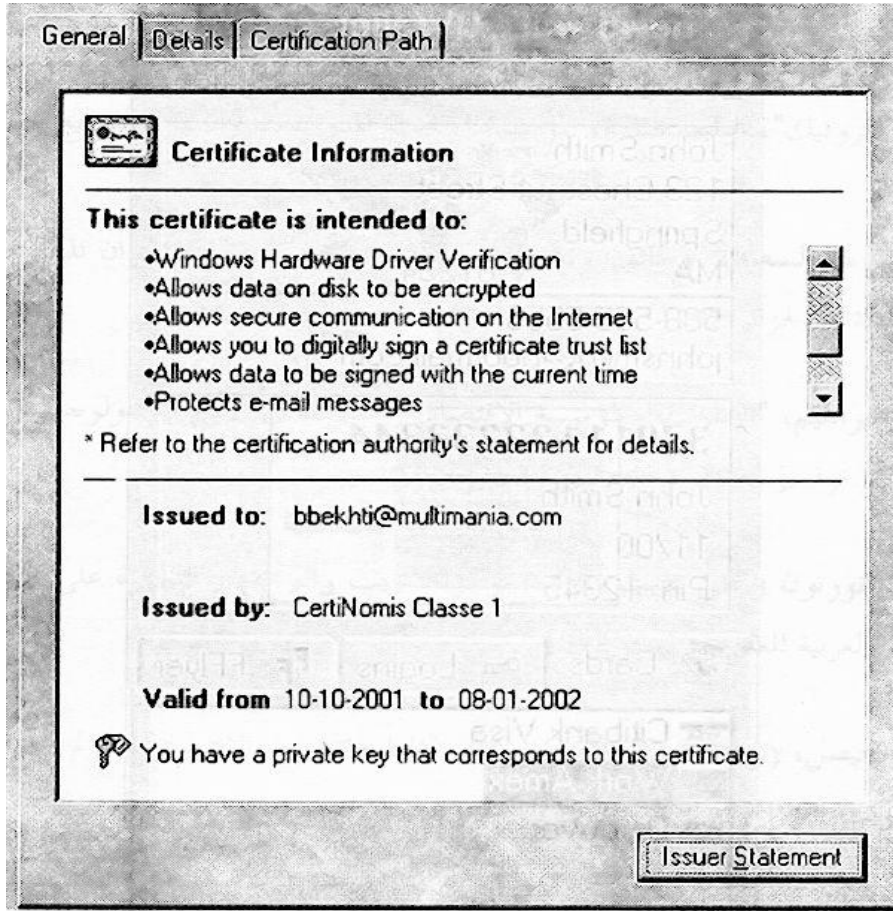 General Details Certification Path
Certificate Information
This certificate is intended to:
•Windows Hardware Driver Verification
•Allows data on disk to be encrypted
•Allows secure communication on the Internet
•Allows you to digitally sign a certificate trust list
•Allows data to be signed with the current time
•Protects e-mail messages
* Refer to the certification authority's statement for details.
Issued to: bbekhti@multimania.com
Issued by: CertiNomis Classe 1
Valid from 10-10-2001 to 08-01-2002
You have a private key that corresponds to this certificate.
Issuer Statement